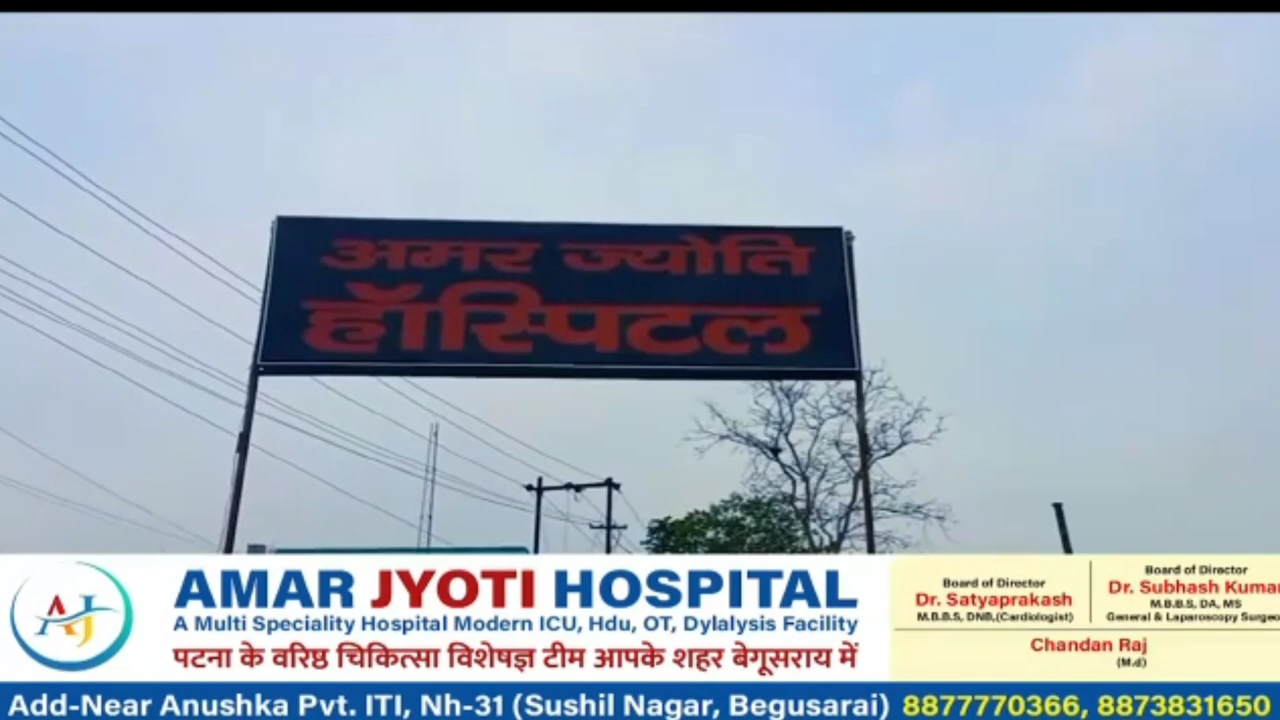 अमर ज्योति
हॉस्पिटल
AJ
AMAR JYOTI HOSPITAL
A Multi Speciality Hospital Modern ICU, Hdu, OT, Dylalysis Facility
पटना के वरिष्ठ चिकित्सा विशेषज्ञ टीम आपके शहर बेगूसराय में
Board of Director
Dr. Satyaprakash
M.B.B.S, DNB,(Cardiologist)
Board of Director
Dr. Subhash Kumar
M.B.B.S, DA, MS
General & Laparoscopy Surgeo
Chandan Raj
(M.d)
Add-Near Anushka Pvt. ITI, Nh-31 (Sushil Nagar, Begusarai) 8877770366, 8873831650